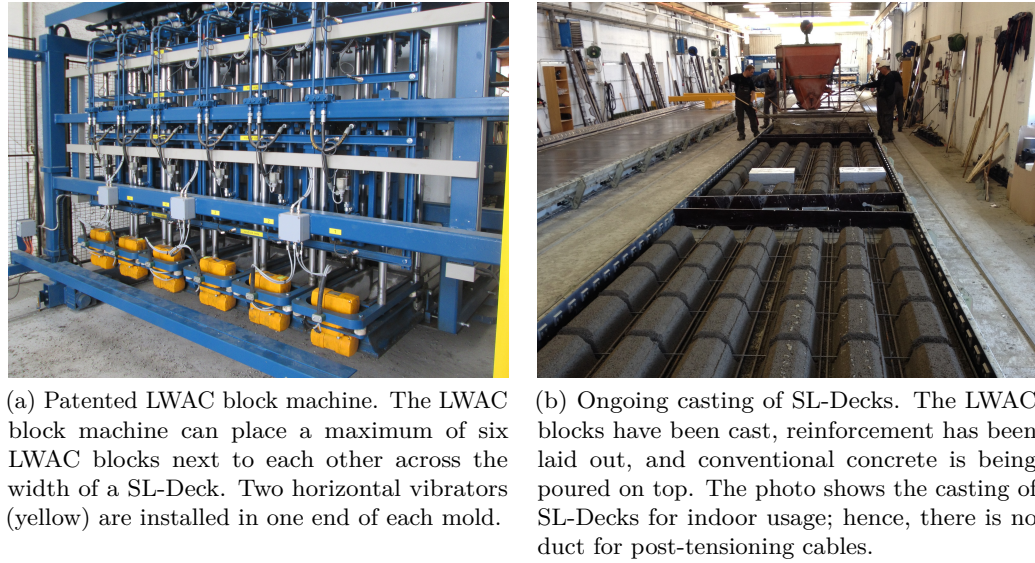 (a) Patented LWAC block machine. The LWAC
block machine can place a maximum of six
LWAC blocks next to each other across the
width of a SL-Deck. Two horizontal vibrators
(yellow) are installed in one end of each mold.
(b) Ongoing casting of SL-Decks. The LWAC
blocks have been cast, reinforcement has been
laid out, and conventional concrete is being
poured on top. The photo shows the casting of
SL-Decks for indoor usage; hence, there is no
duct for post-tensioning cables.